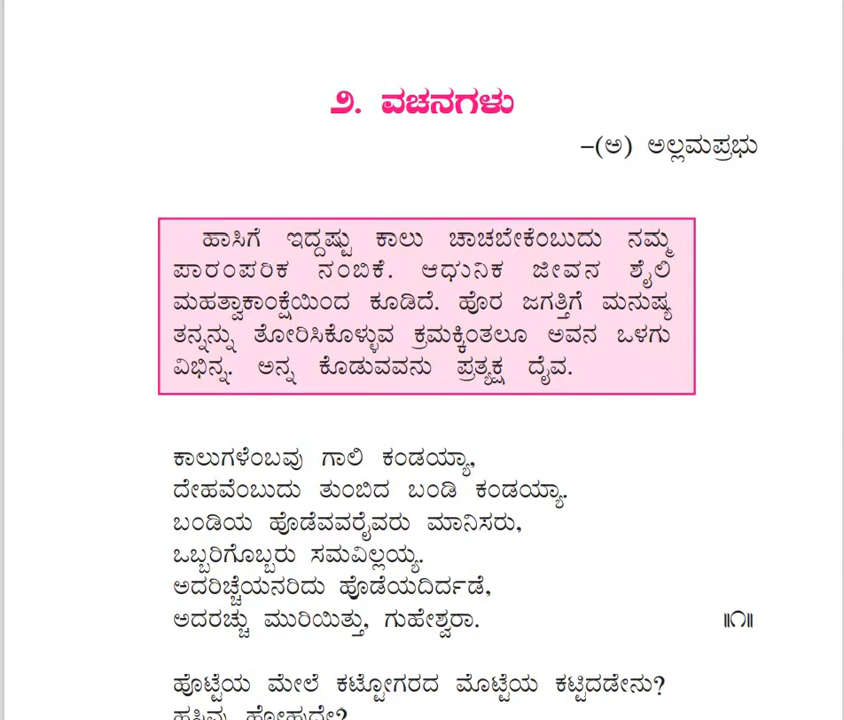 ೨. ವಚನಗಳು
–(ಅ) ಅಲ್ಲಮಪ್ರಭು
ಹಾಸಿಗೆ ಇದ್ದಷ್ಟು ಕಾಲು ಚಾಚಬೇಕೆಂಬುದು ನಮ್ಮ
ಪಾರಂಪರಿಕ ನಂಬಿಕೆ. ಆಧುನಿಕ ಜೀವನ ಶೈಲಿ
ಮಹತ್ವಾಕಾಂಕ್ಷೆಯಿಂದ ಕೂಡಿದೆ. ಹೊರ ಜಗತ್ತಿಗೆ ಮನುಷ್ಯ
ತನ್ನನ್ನು ತೋರಿಸಿಕೊಳ್ಳುವ ಕ್ರಮಕ್ಕಿಂತಲೂ ಅವನ ಒಳಗು
ವಿಭಿನ್ನ. ಅನ್ನ ಕೊಡುವವನು ಪ್ರತ್ಯಕ್ಷ ದೈವ.
ಕಾಲುಗಳೆಂಬವು ಗಾಲಿ ಕಂಡಯ್ಯಾ,
ದೇಹವೆಂಬುದು ತುಂಬಿದ ಬಂಡಿ ಕಂಡಯ್ಯಾ.
ಬಂಡಿಯ ಹೊಡೆವವರೈವರು ಮಾನಿಸರು,
ಒಬ್ಬರಿಗೊಬ್ಬರು ಸಮವಿಲ್ಲಯ್ಯ.
ಅದರಿಚ್ಚೆಯನರಿದು ಹೊಡೆಯದಿರ್ದಡೆ,
ಅದರಚ್ಚು ಮುರಿಯಿತ್ತು, ಗುಹೇಶ್ವರಾ. ॥೧॥
ಹೊಟ್ಟೆಯ ಮೇಲೆ ಕಟ್ಟೋಗರದ ಮೊಟ್ಟೆಯ ಕಟ್ಟಿದಡೇನು?
ಹಸಿವು ಹೋಹುದೇ?